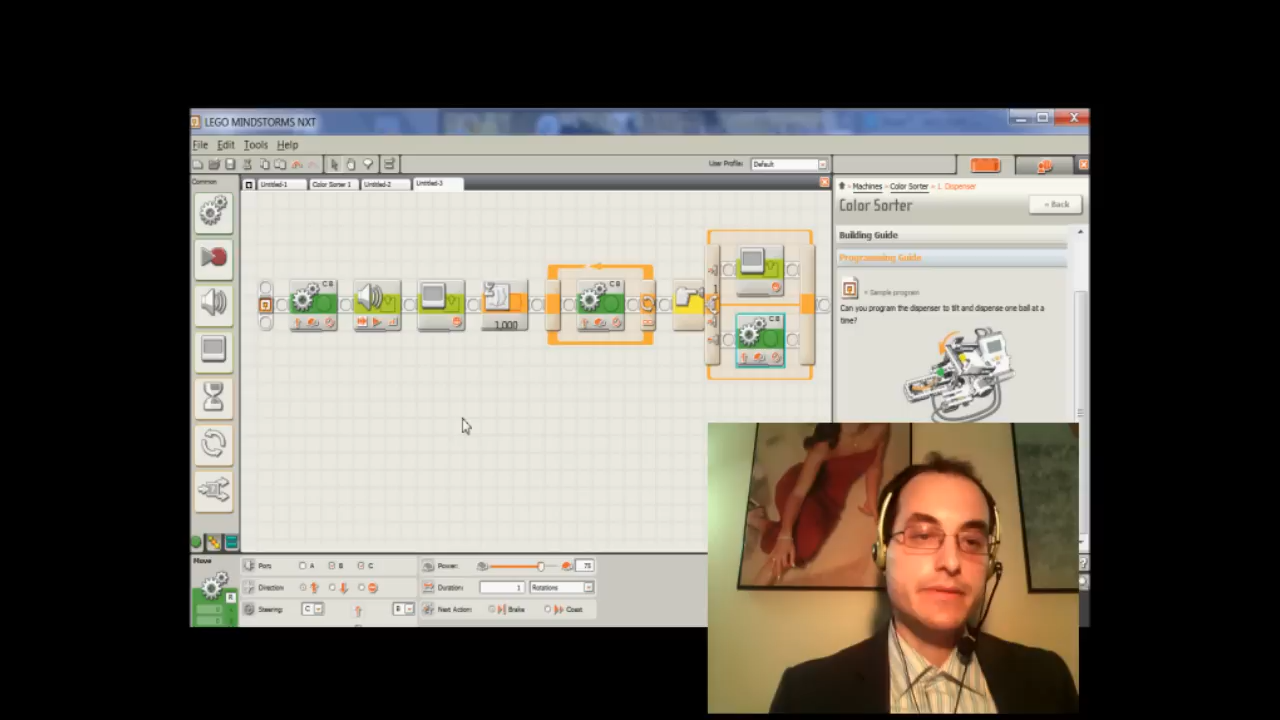 LEGO MINDSTORMS NXT
File Edit Tools Help
User Profile: Default
Common
Untitled-1 Color Sorter 1 Untitled-2 Untitled-3
Machines > Color Sorter > 1. Dispenser
Color Sorter
« Back
Building Guide
Programming Guide
« Sample program
Can you program the dispenser to tilt and dispense one ball at a
time?
C B
C B
C B
1
1,000
Move
Port: A B C
Power: 75
Direction:
Duration: 1 Rotations
Steering: C B
Next Action: Brake Coast